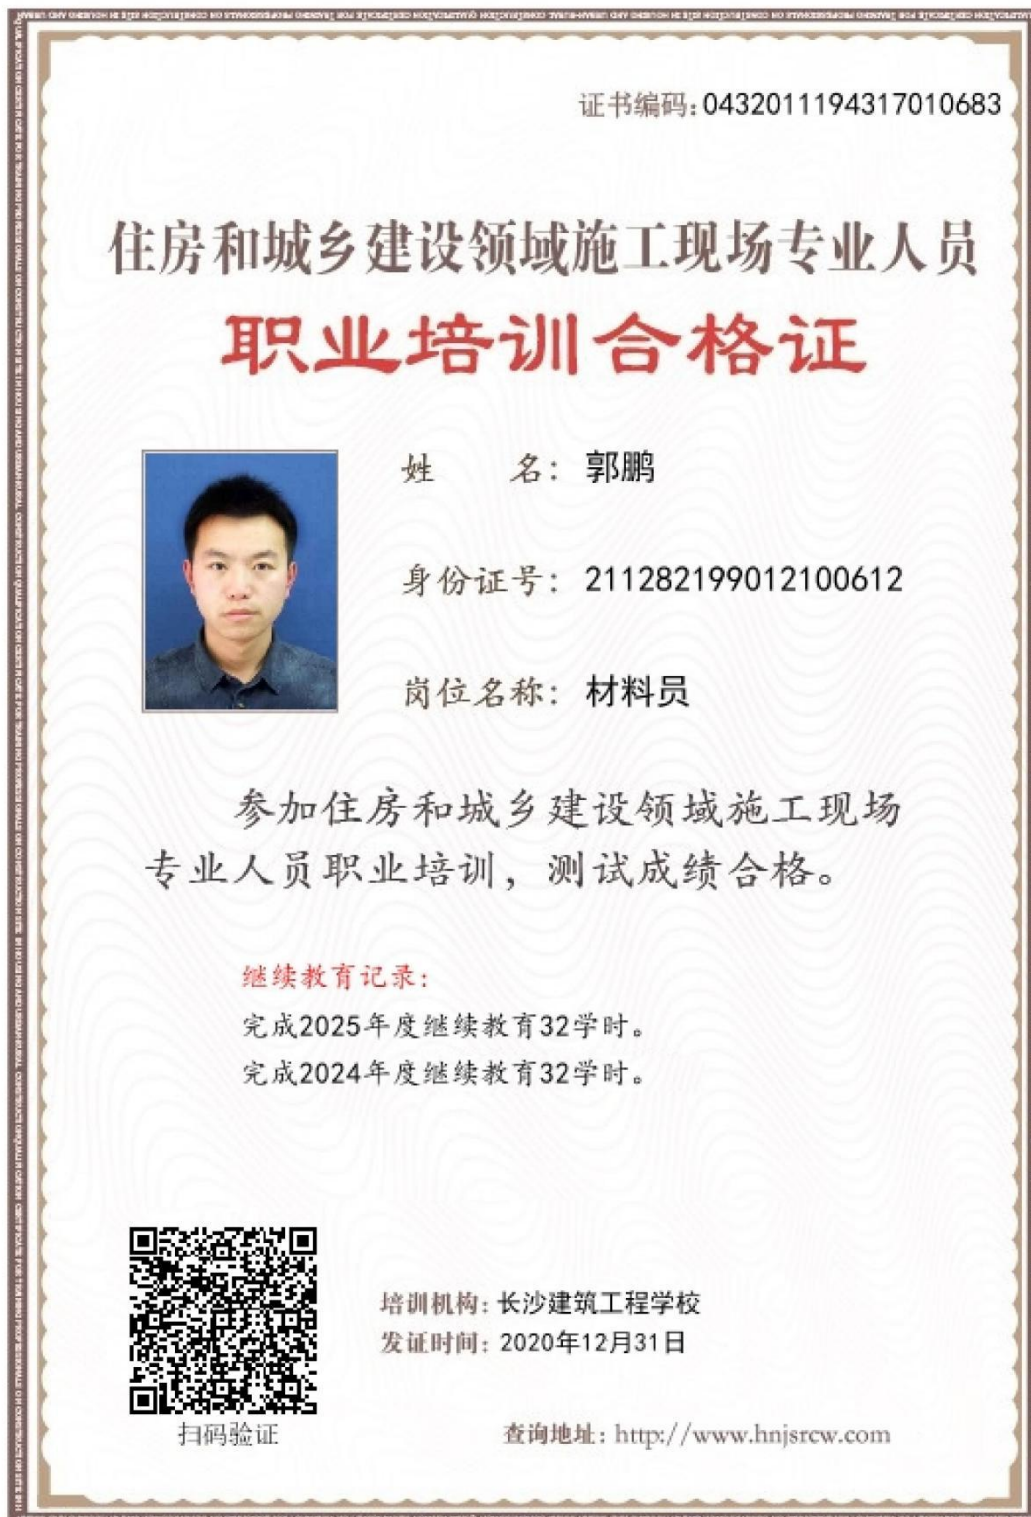 证书编码:0432011194317010683
住房和城乡建设领域施工现场专业人员
职业培训合格证
姓 名: 郭鹏
身份证号: 211282199012100612
岗位名称: 材料员
参加住房和城乡建设领域施工现场
专业人员职业培训，测试成绩合格。
继续教育记录:
完成2025年度继续教育32学时。
完成2024年度继续教育32学时。
培训机构: 长沙建筑工程学校
发证时间: 2020年12月31日
扫码验证
查询地址: http://www.hnjsrcw.com